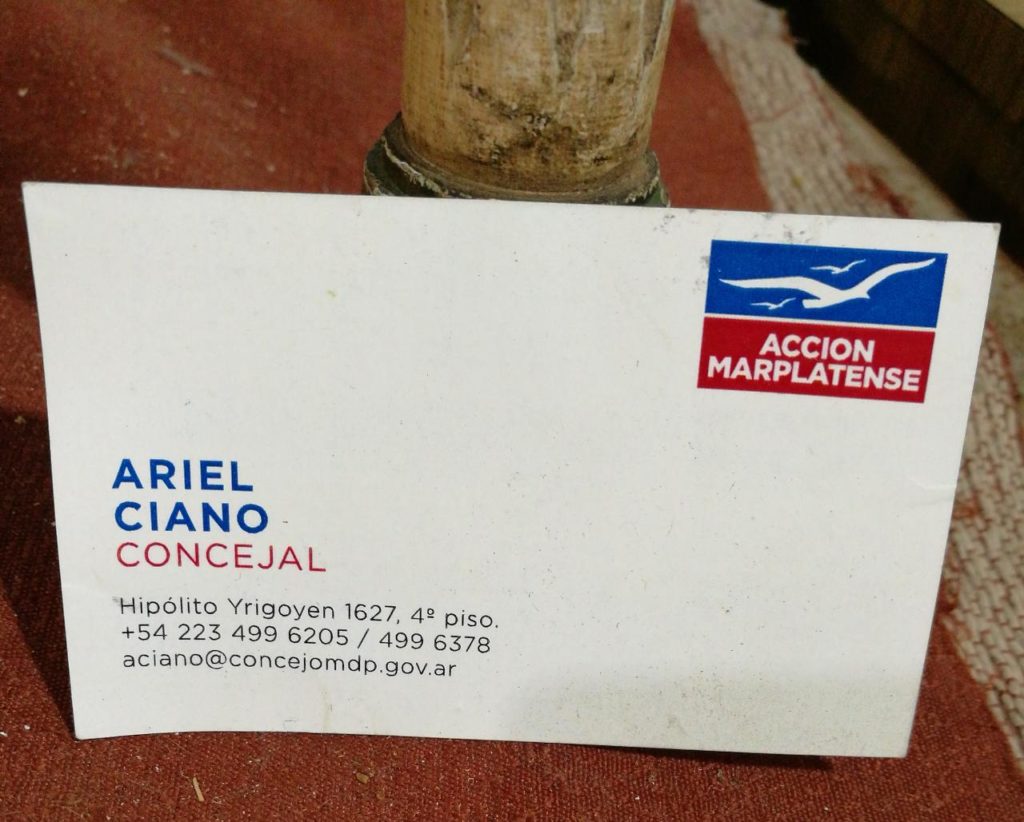 ACCION
MARPLATENSE
ARIEL
CIANO
CONCEJAL
Hipólito Yrigoyen 1627, 4º piso.
+54 223 499 6205 / 499 6378
aciano@concejomdp.gov.ar